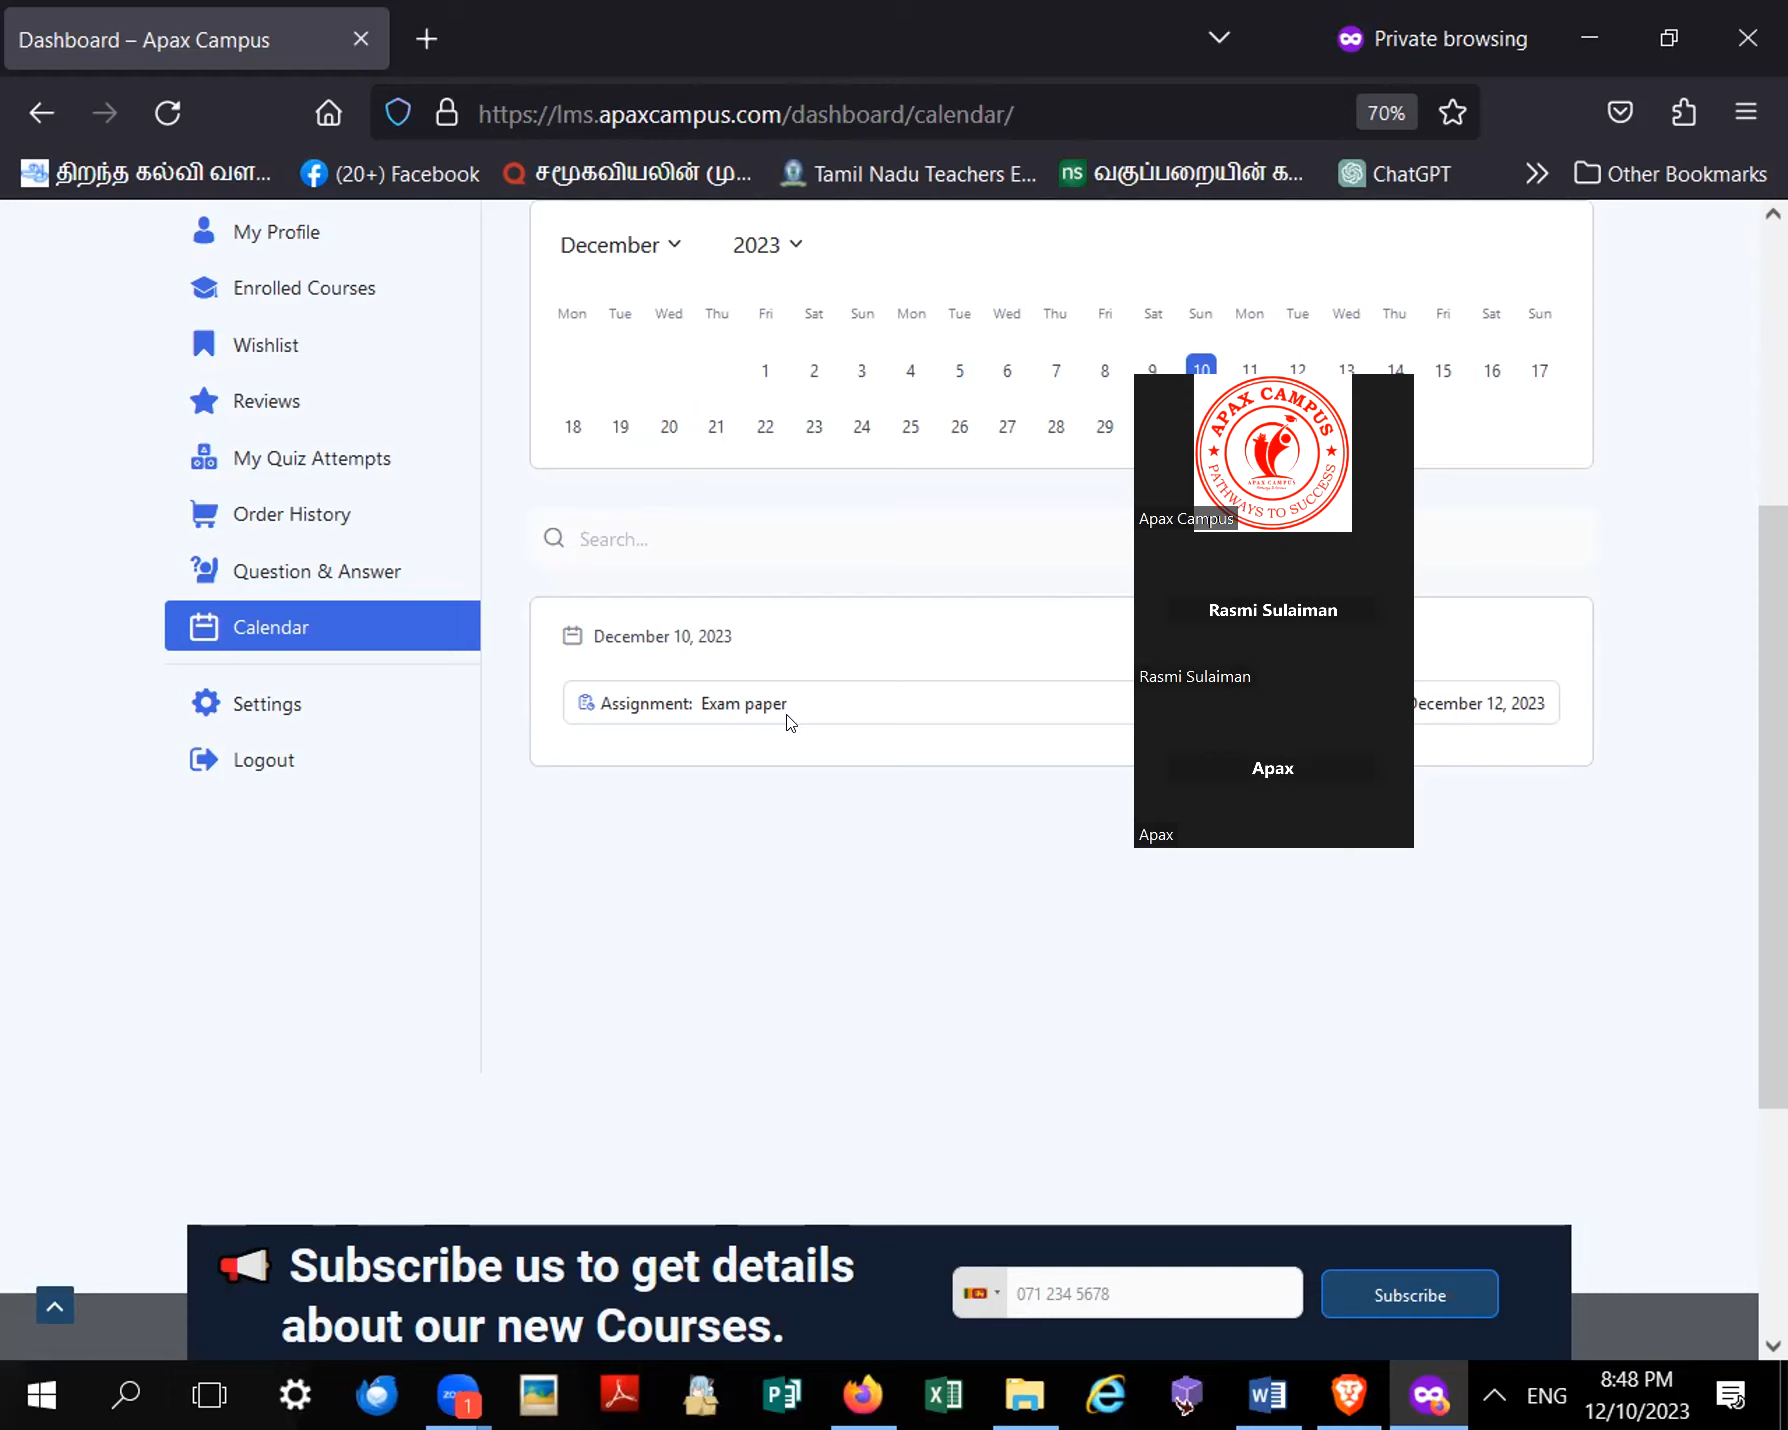 Dashboard – Apax Campus
Private browsing
https://lms.apaxcampus.com/dashboard/calendar/
70%
திறந்த கல்வி வள...
(20+) Facebook
சமூகவியலின் மு...
Tamil Nadu Teachers E...
ns
வகுப்பறையின் க...
ChatGPT
Other Bookmarks
My Profile
Enrolled Courses
Wishlist
Reviews
My Quiz Attempts
Order History
Question & Answer
Calendar
Settings
Logout
December 2023
Mon Tue Wed Thu Fri Sat Sun Mon Tue Wed Thu Fri Sat Sun Mon Tue Wed Thu Fri Sat Sun
1 2 3 4 5 6 7 8 9 10 11 12 13 14 15 16 17
18 19 20 21 22 23 24 25 26 27 28 29
Search...
December 10, 2023
Assignment: Exam paper
December 12, 2023
APAX CAMPUS
APAX CAMPUS
PATHWAYS TO SUCCESS
Apax Campus
Rasmi Sulaiman
Rasmi Sulaiman
Apax
Apax
Subscribe us to get details
about our new Courses.
071 234 5678
Subscribe
1
ENG
8:48 PM
12/10/2023